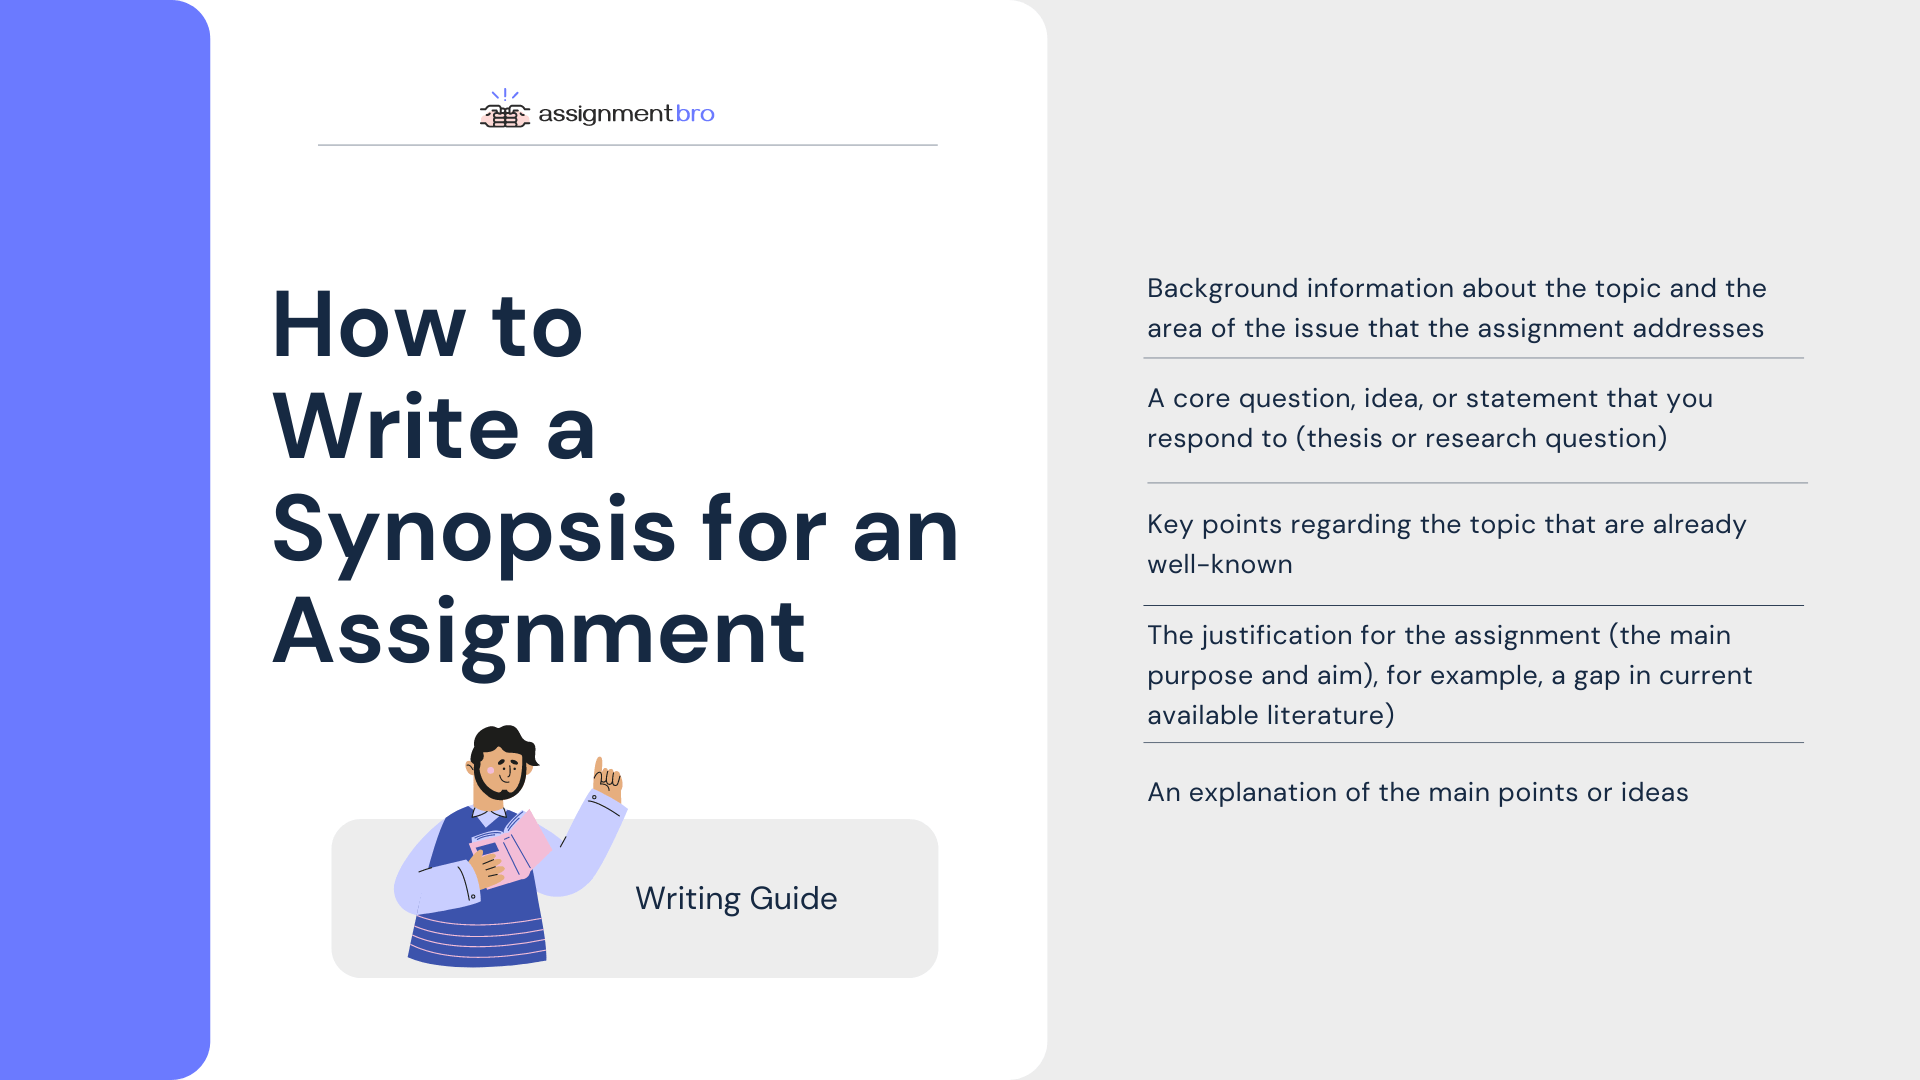 assignmentbro
How to
Write a
Synopsis for an
Assignment
Writing Guide
Background information about the topic and the
area of the issue that the assignment addresses
A core question, idea, or statement that you
respond to (thesis or research question)
Key points regarding the topic that are already
well-known
The justification for the assignment (the main
purpose and aim), for example, a gap in current
available literature)
An explanation of the main points or ideas